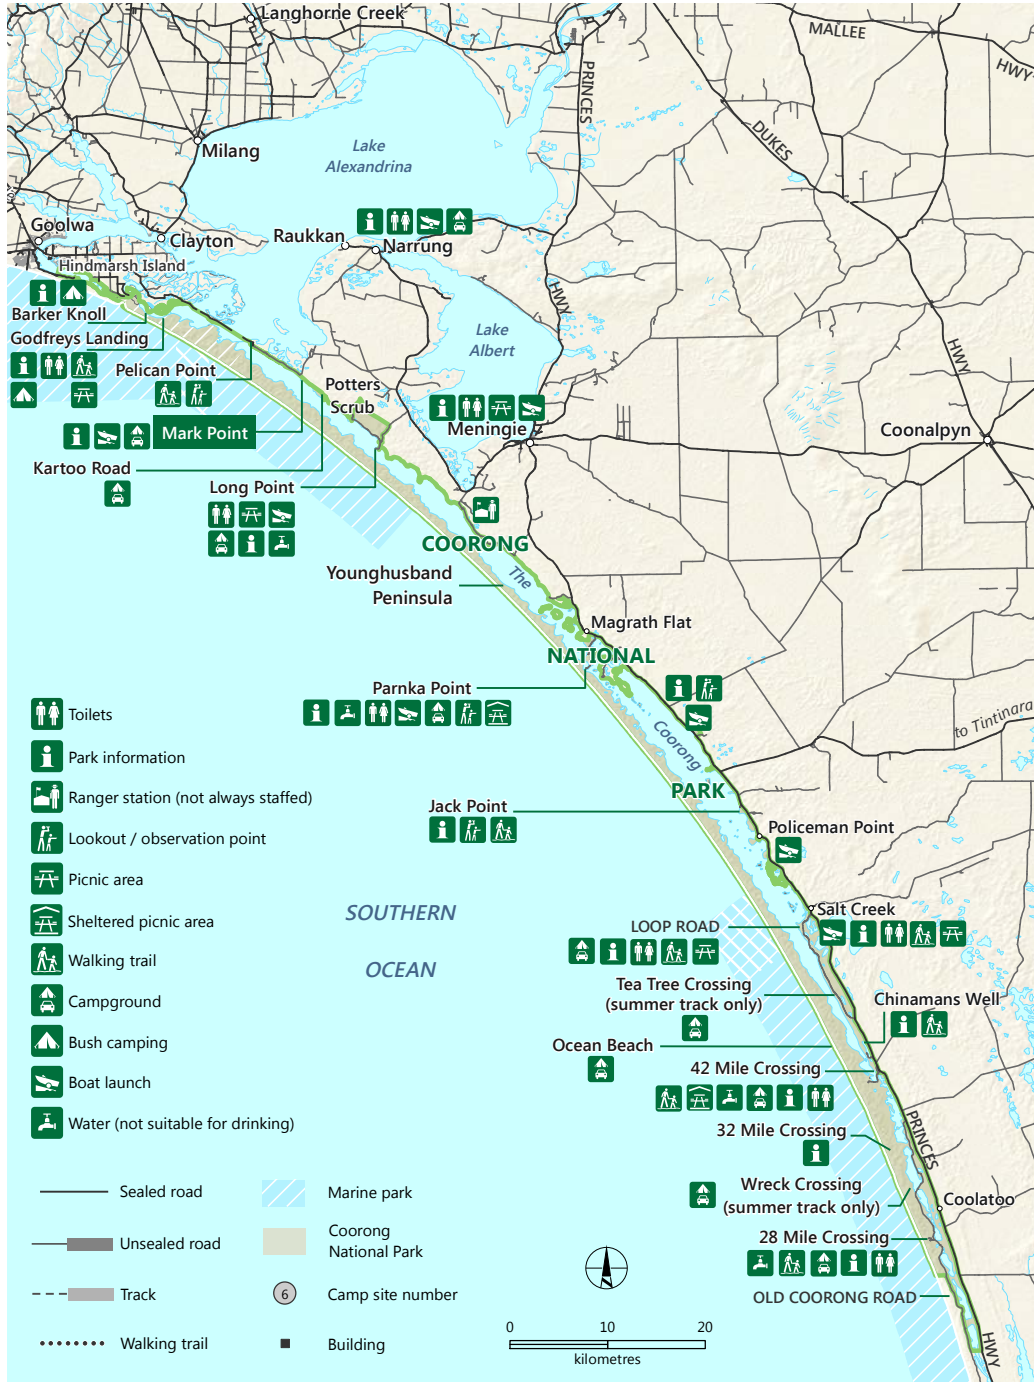 Langhorne Creek
MALLEE
HWY
PRINCES
DUKES
Milang
Lake
Alexandrina
Goolwa
Clayton
Raukkan
Narrung
Hindmarsh Island
HWY
Barker Knoll
Godfreys Landing
Lake
Albert
HWY
Pelican Point
Potters
Scrub
Mark Point
Meningie
Coonalpyn
Kartoo Road
Long Point
COORONG
The
Younghusband
Peninsula
Magrath Flat
NATIONAL
Parnka Point
to Tintinara
Coorong
PARK
Jack Point
Policeman Point
Salt Creek
LOOP ROAD
Tea Tree Crossing
(summer track only)
Chinamans Well
Ocean Beach
42 Mile Crossing
32 Mile Crossing
PRINCES
Wreck Crossing
(summer track only)
Coolatoo
28 Mile Crossing
OLD COORONG ROAD
HWY
SOUTHERN
OCEAN
Toilets
Park information
Ranger station (not always staffed)
Lookout / observation point
Picnic area
Sheltered picnic area
Walking trail
Campground
Bush camping
Boat launch
Water (not suitable for drinking)
Sealed road
Unsealed road
Track
Walking trail
Marine park
Coorong
National Park
6
Camp site number
Building
0 10 20
kilometres